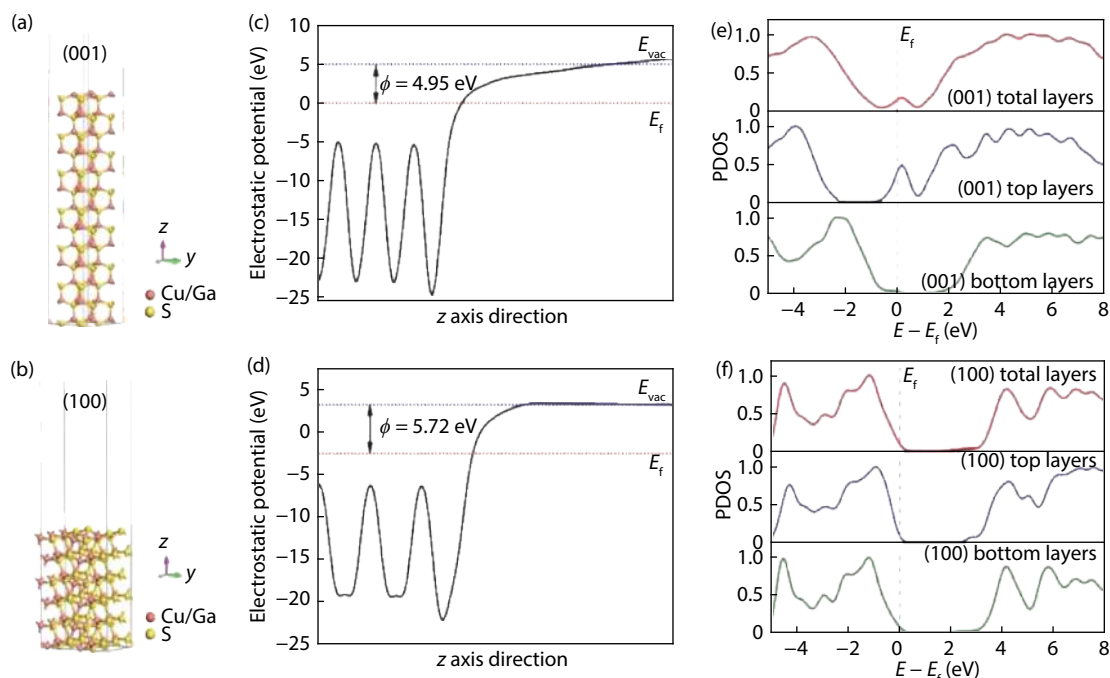 (a)
(001)
z
y
Cu/Ga
S
(b)
(100)
z
y
Cu/Ga
S
(c)
Electrostatic potential (eV)
10
5
0
−5
−10
−15
−20
−25
E_vac
ϕ = 4.95 eV
E_f
z axis direction
(d)
Electrostatic potential (eV)
5
0
−5
−10
−15
−20
25
E_vac
ϕ = 5.72 eV
E_f
z axis direction
(e)
E_f
PDOS
1.0
0.5
0
(001) total layers
1.0
0.5
0
(001) top layers
1.0
0.5
0
(001) bottom layers
−4 −2 0 2 4 6 8
E − E_f (eV)
(f)
E_f
PDOS
1.0
0.5
0
(100) total layers
1.0
0.5
0
(100) top layers
1.0
0.5
0
(100) bottom layers
−4 −2 0 2 4 6 8
E − E_f (eV)